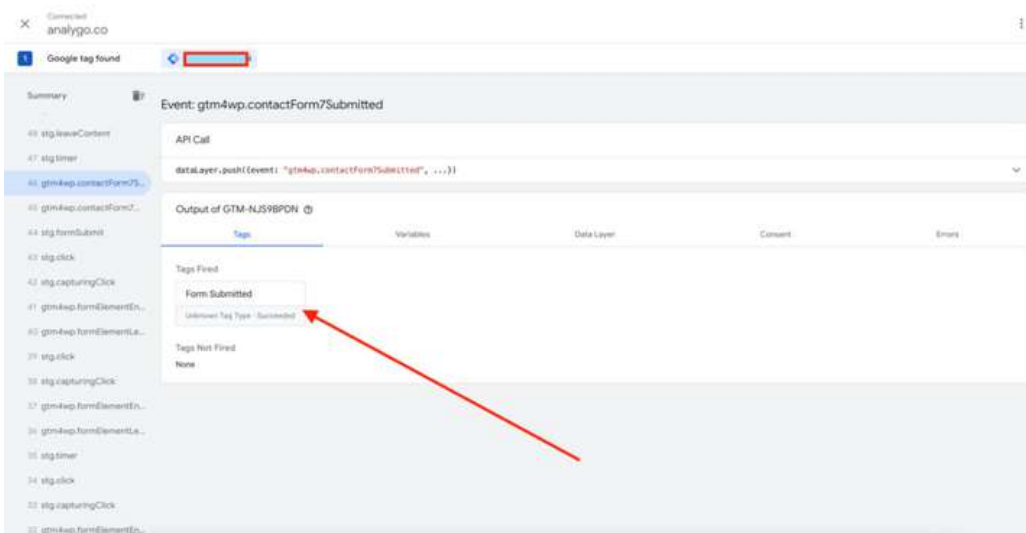 Connected
analygo.co
1 Google tag found
Summary
48 stg.leaveContent
47 stg.timer
46 gtm4wp.contactForm7S...
45 gtm4wp.contactForm7...
44 stg.formSubmit
43 stg.click
42 stg.capturingClick
41 gtm4wp.formElementEn...
40 gtm4wp.formElementLe...
39 stg.click
38 stg.capturingClick
37 gtm4wp.formElementEn...
36 gtm4wp.formElementLe...
35 stg.timer
34 stg.click
33 stg.capturingClick
32 gtm4wp.formElementEn...
Event: gtm4wp.contactForm7Submitted
API Call
dataLayer.push({event: "gtm4wp.contactForm7Submitted", ...})
Output of GTM-NJS9BPDN
Tags Variables Data Layer Consent Errors
Tags Fired
Form Submitted
Unknown Tag Type - Succeeded
Tags Not Fired
None